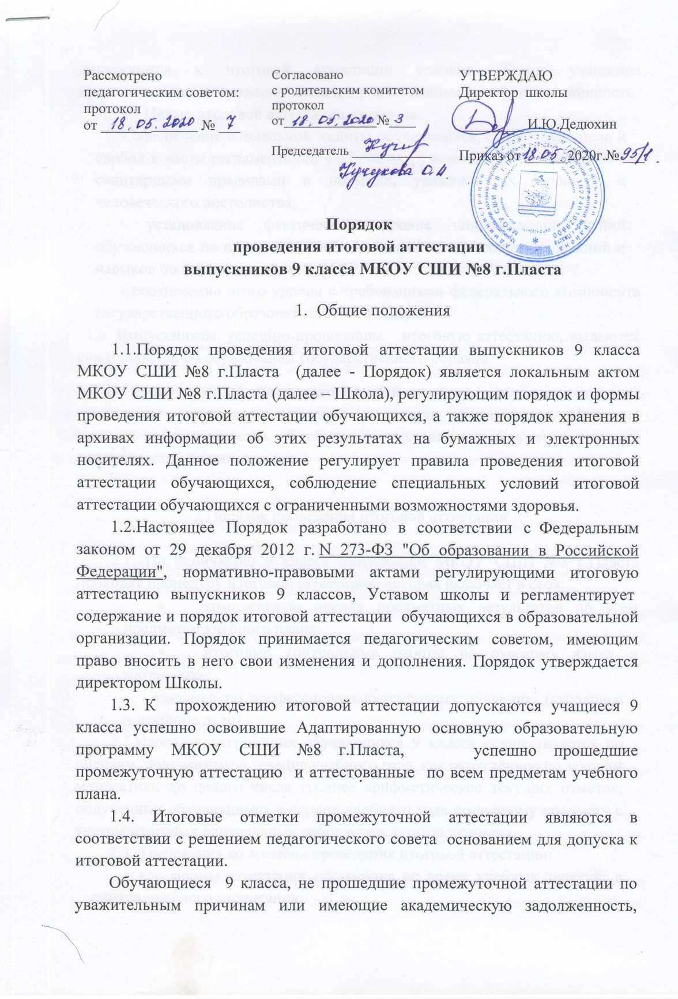 Рассмотрено
педагогическим советом:
протокол
от 18.05.2020 № 7
Согласовано
с родительским комитетом
протокол
от 18.05.2020 № 3
Председатель
Кучукова О.А
УТВЕРЖДАЮ
Директор школы
И.Ю.Дедюхин
Приказ от 18.05 2020г.№ 95/1.
МКОУ СШИ № 8
Порядок
проведения итоговой аттестации
выпускников 9 класса МКОУ СШИ №8 г.Пласта
1. Общие положения
1.1.Порядок проведения итоговой аттестации выпускников 9 класса
МКОУ СШИ №8 г.Пласта (далее - Порядок) является локальным актом
МКОУ СШИ №8 г.Пласта (далее – Школа), регулирующим порядок и формы
проведения итоговой аттестации обучающихся, а также порядок хранения в
архивах информации об этих результатах на бумажных и электронных
носителях. Данное положение регулирует правила проведения итоговой
аттестации обучающихся, соблюдение специальных условий итоговой
аттестации обучающихся с ограниченными возможностями здоровья.
1.2.Настоящее Порядок разработано в соответствии с Федеральным
законом от 29 декабря 2012 г. N 273-ФЗ "Об образовании в Российской
Федерации", нормативно-правовыми актами регулирующими итоговую
аттестацию выпускников 9 классов, Уставом школы и регламентирует
содержание и порядок итоговой аттестации обучающихся в образовательной
организации. Порядок принимается педагогическим советом, имеющим
право вносить в него свои изменения и дополнения. Порядок утверждается
директором Школы.
1.3. К прохождению итоговой аттестации допускаются учащиеся 9
класса успешно освоившие Адаптированную основную образовательную
программу МКОУ СШИ №8 г.Пласта, успешно прошедшие
промежуточную аттестацию и аттестованные по всем предметам учебного
плана.
1.4. Итоговые отметки промежуточной аттестации являются в
соответствии с решением педагогического совета основанием для допуска к
итоговой аттестации.
Обучающиеся 9 класса, не прошедшие промежуточной аттестации по
уважительным причинам или имеющие академическую задолженность,